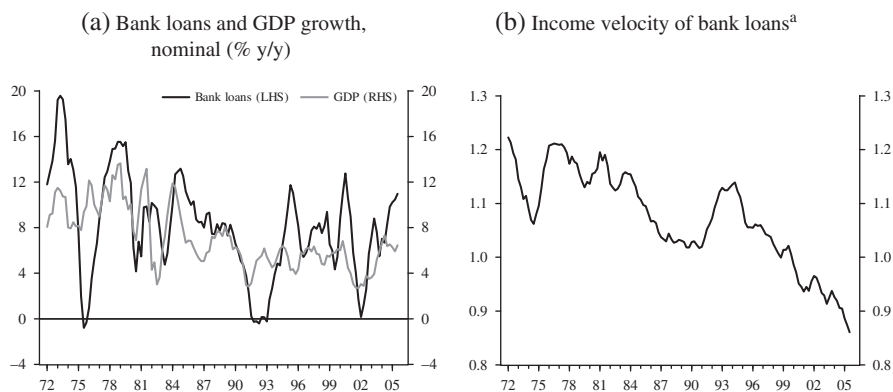 (a) Bank loans and GDP growth,
nominal (% y/y)
20 20
Bank loans (LHS) GDP (RHS)
16 16
12 12
8 8
4 4
0 0
−4 −4
72 75 78 81 84 87 90 93 96 99 02 05
(b) Income velocity of bank loansᵃ
1.3 1.3
1.2 1.2
1.1 1.1
1.0 1.0
0.9 0.9
0.8 0.8
72 75 78 81 84 87 90 93 96 99 02 05